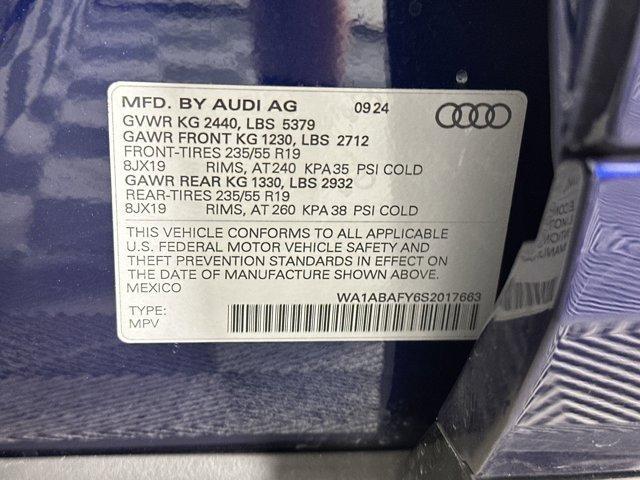 MFD. BY AUDI AG 09 24
GVWR KG 2440, LBS 5379
GAWR FRONT KG 1230, LBS 2712
FRONT-TIRES 235/55 R19
8JX19 RIMS, AT 240 KPA 35 PSI COLD
GAWR REAR KG 1330, LBS 2932
REAR-TIRES 235/55 R19
8JX19 RIMS, AT 260 KPA 38 PSI COLD
THIS VEHICLE CONFORMS TO ALL APPLICABLE
U.S. FEDERAL MOTOR VEHICLE SAFETY AND
THEFT PREVENTION STANDARDS IN EFFECT ON
THE DATE OF MANUFACTURE SHOWN ABOVE.
MEXICO
WA1ABAFY6S2017663
TYPE:
MPV